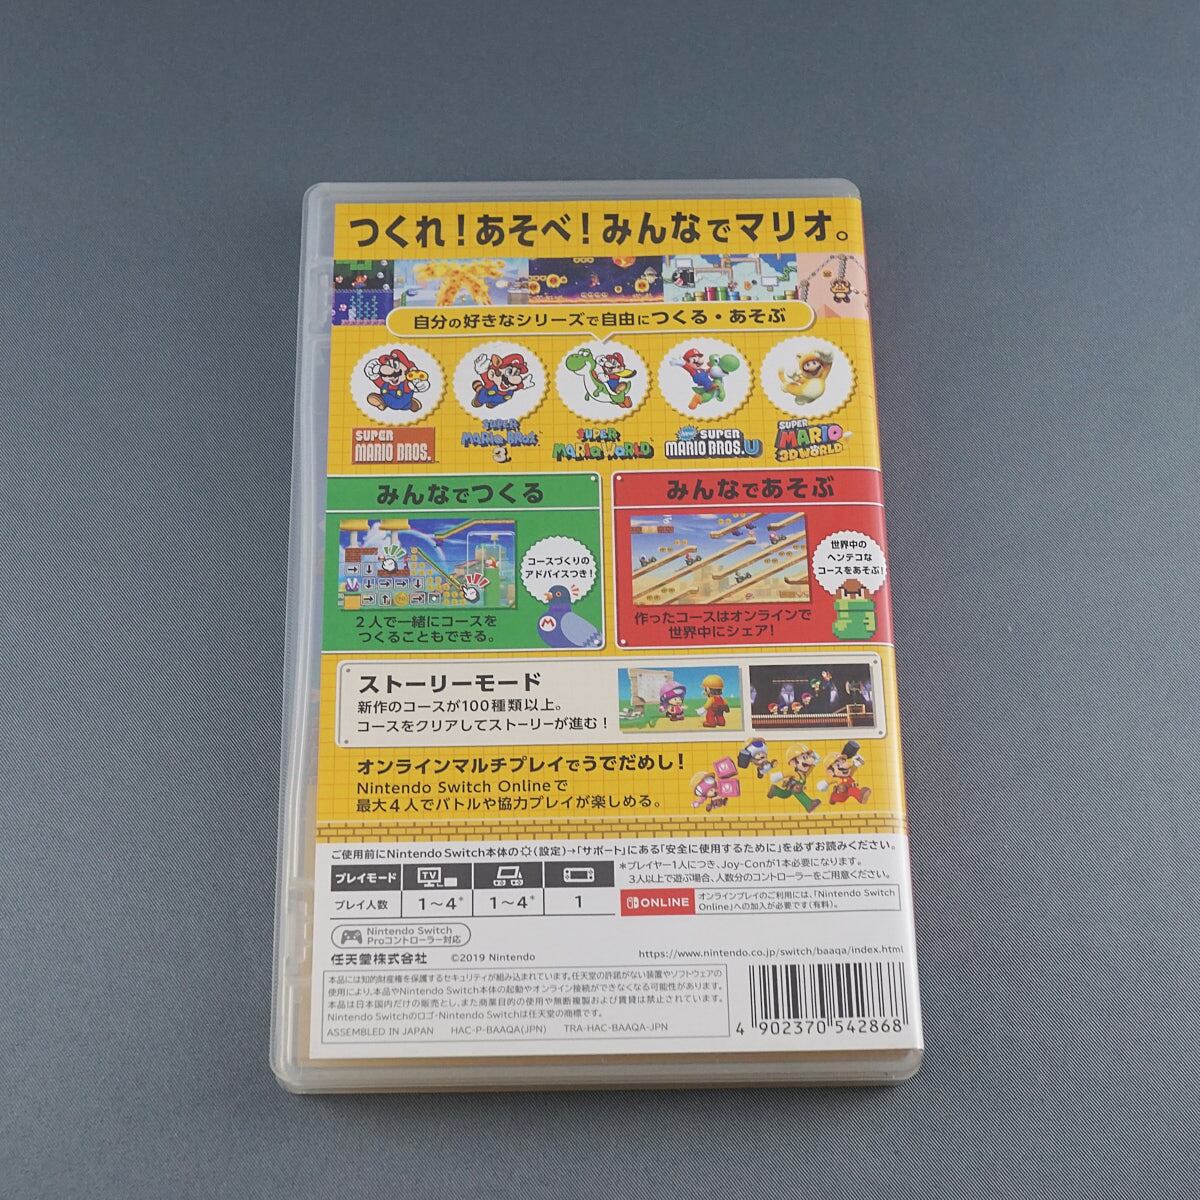 つくれ！あそべ！みんなでマリオ。
自分の好きなシリーズで自由につくる・あそぶ
SUPER
MARIO BROS.
SUPER
MARIO BROS.
3
SUPER
MARIO WORLD
New SUPER
MARIO BROS. U
SUPER
MARIO
3D WORLD
みんなでつくる
コースづくりの
アドバイスつき！
M
2人で一緒にコースを
つくることもできる。
みんなであそぶ
世界中の
ヘンテコな
コースをあそぶ！
作ったコースはオンラインで
世界中にシェア！
ストーリーモード
新作のコースが100種類以上。
コースをクリアしてストーリーが進む！
オンラインマルチプレイでうでだめし！
Nintendo Switch Onlineで
最大4人でバトルや協力プレイが楽しめる。
ご使用前にNintendo Switch本体の(設定)→「サポート」にある「安全に使用するために」を必ずお読みください。
プレイモード TV
プレイ人数 1～4* 1～4* 1
*プレイヤー1人につき、Joy-Conが1本必要になります。
3人以上で遊ぶ場合、人数分のコントローラーをご用意ください。
ONLINE
オンラインプレイのご利用には、「Nintendo Switch
Online」への加入が必要です(有料)。
Nintendo Switch
Proコントローラー対応
任天堂株式会社 ©2019 Nintendo
https://www.nintendo.co.jp/switch/baaqa/index.html
本品には知的財産権を保護するセキュリティが組み込まれています。任天堂の許諾がない装置やソフトウェアの
使用により、本品やNintendo Switch本体の起動やオンライン接続ができなくなる可能性があります。
本品は日本国内だけの販売とし、また商業目的の使用や無断複製および賃貸は禁止されています。
Nintendo Switchのロゴ・Nintendo Switchは任天堂の商標です。
ASSEMBLED IN JAPAN HAC-P-BAAQA(JPN) TRA-HAC-BAAQA-JPN
4 902370 542868